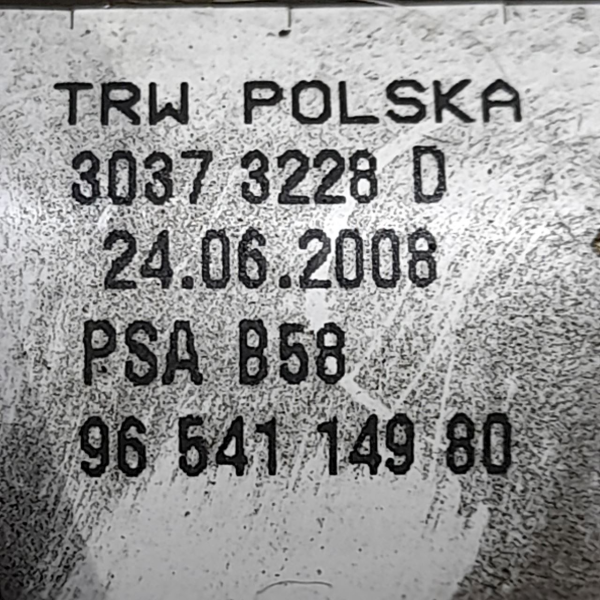 TRW POLSKA
3037 3228 D
24.06.2008
PSA B58
96 541 149 80